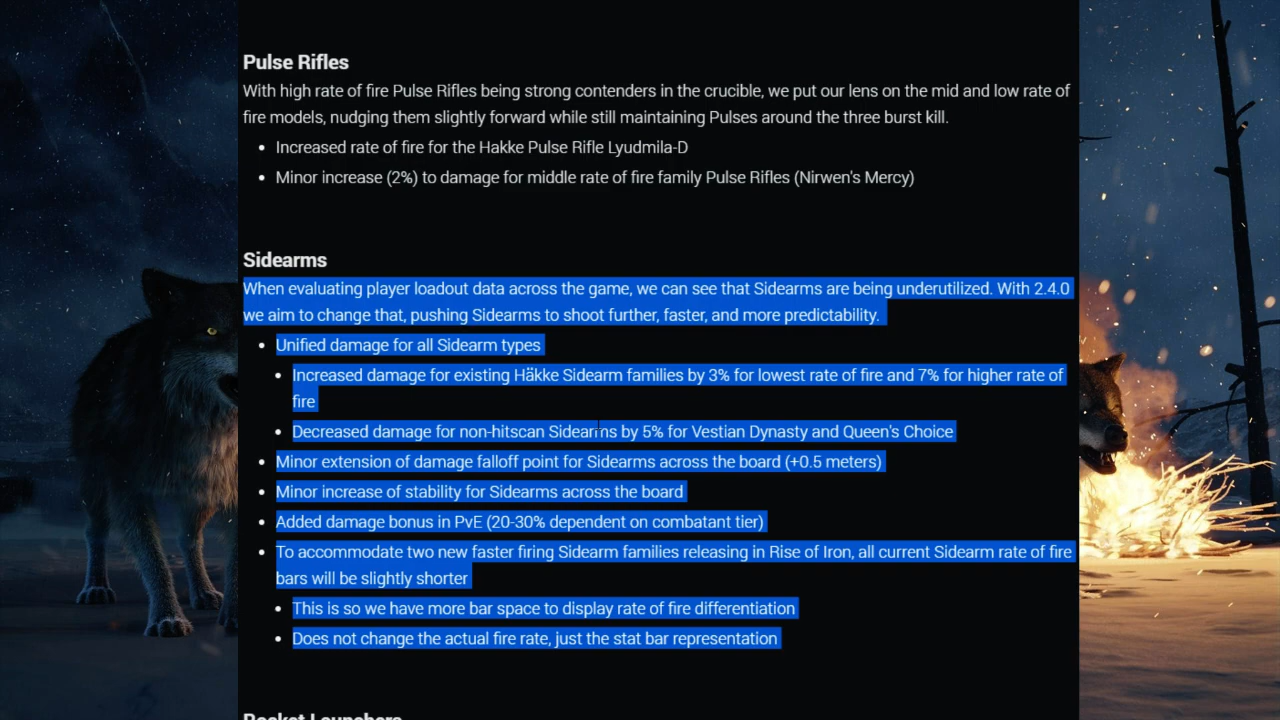 Pulse Rifles
With high rate of fire Pulse Rifles being strong contenders in the crucible, we put our lens on the mid and low rate of
fire models, nudging them slightly forward while still maintaining Pulses around the three burst kill.
• Increased rate of fire for the Hakke Pulse Rifle Lyudmila-D
• Minor increase (2%) to damage for middle rate of fire family Pulse Rifles (Nirwen's Mercy)
Sidearms
When evaluating player loadout data across the game, we can see that Sidearms are being underutilized. With 2.4.0
we aim to change that, pushing Sidearms to shoot further, faster, and more predictability.
• Unified damage for all Sidearm types
• Increased damage for existing Häkke Sidearm families by 3% for lowest rate of fire and 7% for higher rate of
fire
• Decreased damage for non-hitscan Sidearms by 5% for Vestian Dynasty and Queen's Choice
• Minor extension of damage falloff point for Sidearms across the board (+0.5 meters)
• Minor increase of stability for Sidearms across the board
• Added damage bonus in PvE (20-30% dependent on combatant tier)
• To accommodate two new faster firing Sidearm families releasing in Rise of Iron, all current Sidearm rate of fire
bars will be slightly shorter
• This is so we have more bar space to display rate of fire differentiation
• Does not change the actual fire rate, just the stat bar representation
Rocket Launchers